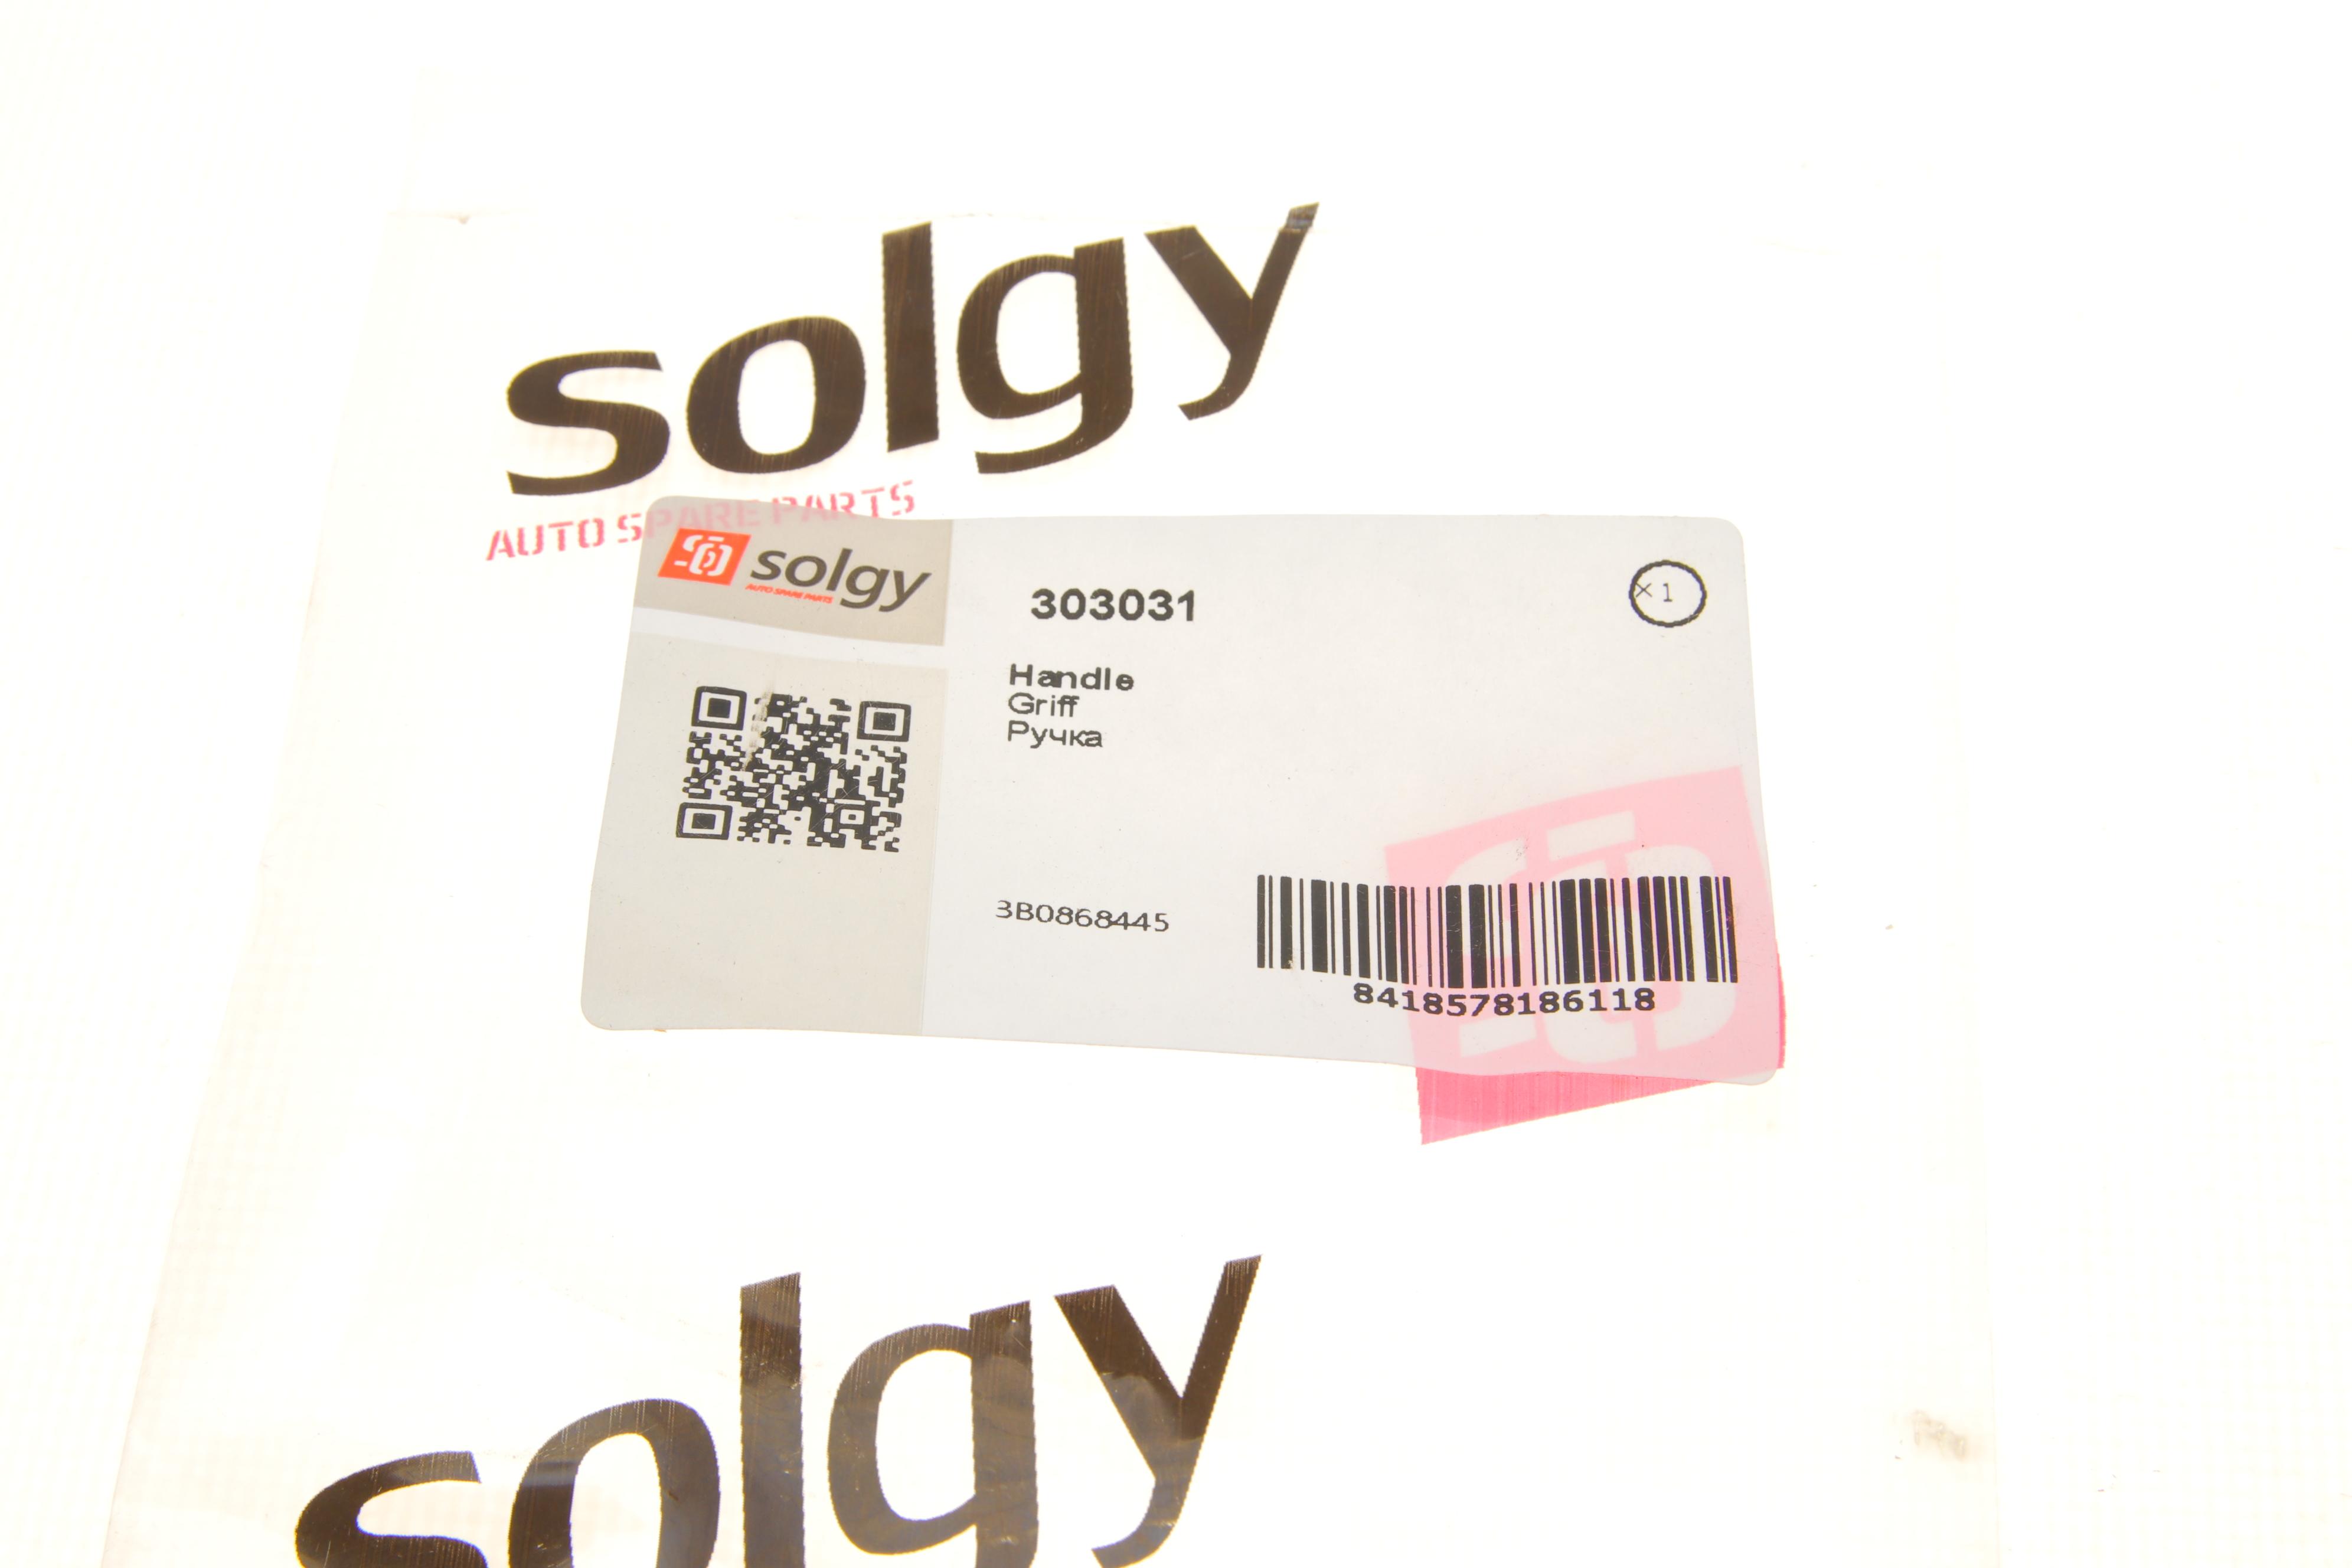 solgy
AUTO SPARE PARTS
solgy
AUTO SPARE PARTS
303031
×1
Handle
Griff
Ручка
3B0868445
8418578186118
solgy